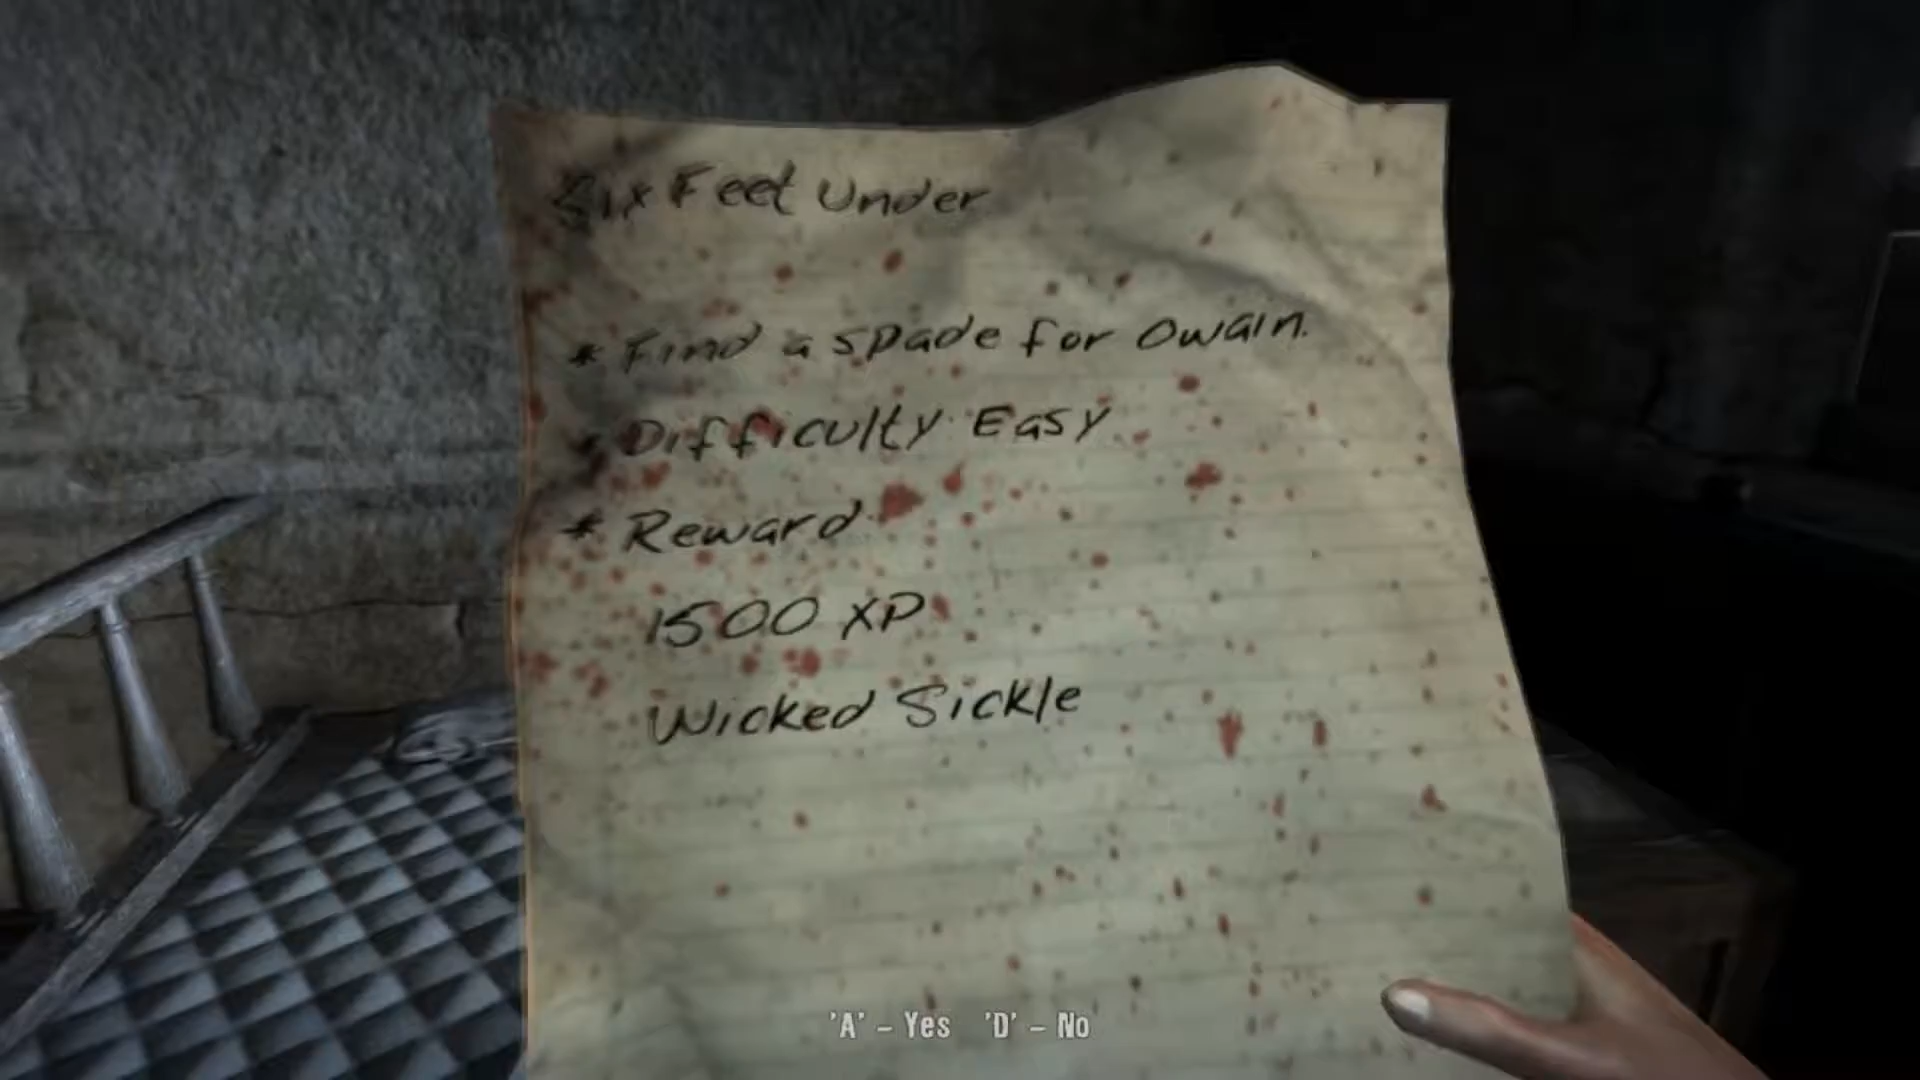 Six Feet Under
* Find a spade for Owain.
* Difficulty Easy
* Reward
1500 XP
Wicked Sickle
'A' - Yes 'D' - No